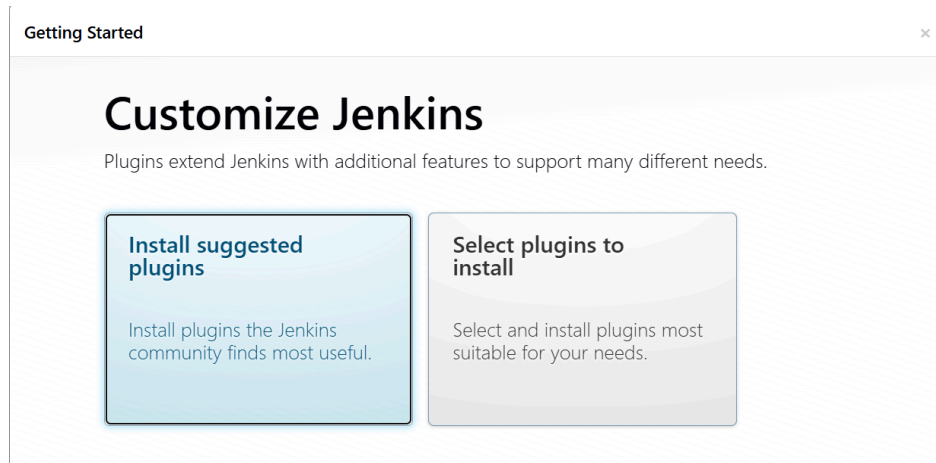 Getting Started
×
Customize Jenkins
Plugins extend Jenkins with additional features to support many different needs.
Install suggested
plugins
Install plugins the Jenkins
community finds most useful.
Select plugins to
install
Select and install plugins most
suitable for your needs.